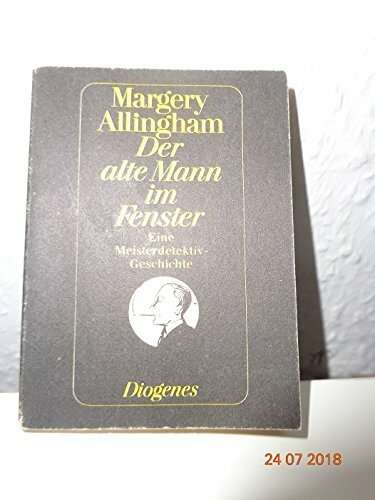 Margery
Allingham
Der
alte Mann
im
Fenster
Eine
Meisterdetektiv-
Geschichte
Diogenes
24 07 2018